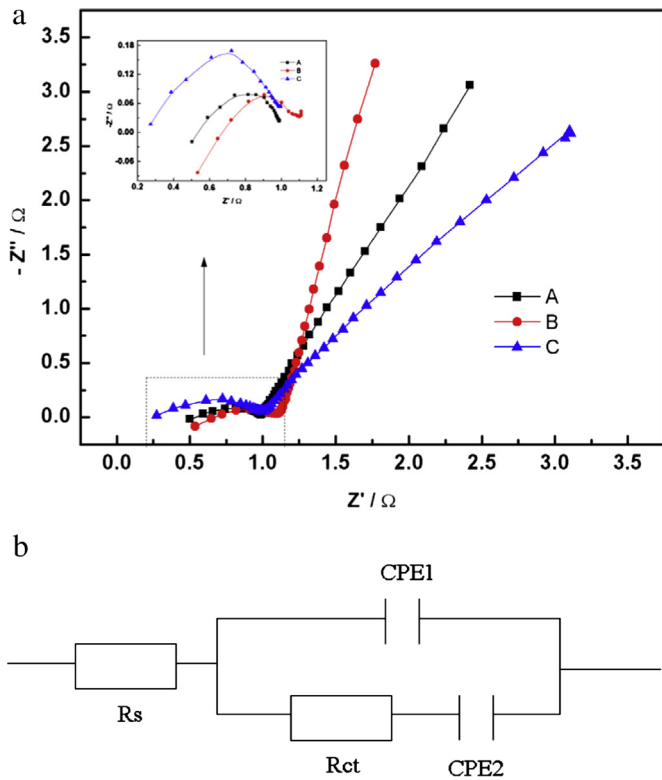 a
-Z"/ Ω
0.18
0.12
0.06
0.00
-0.06
0.2 0.4 0.6 0.8 1.0 1.2
Z'/ Ω
A
B
C
- Z" / Ω
3.5
3.0
2.5
2.0
1.5
1.0
0.5
0.0
A
B
C
0.0 0.5 1.0 1.5 2.0 2.5 3.0 3.5
Z' / Ω
b
CPE1
Rs
Rct
CPE2